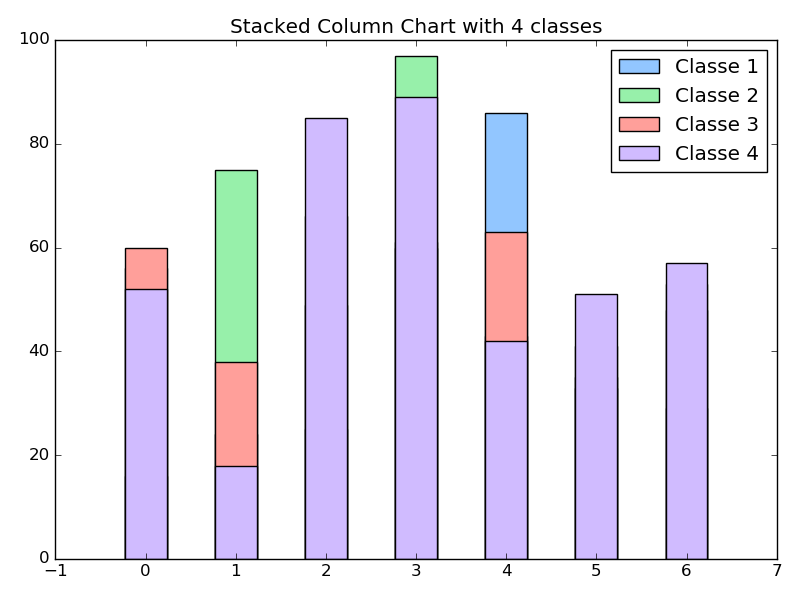 Stacked Column Chart with 4 classes
100
80
60
40
20
0
Classe 1
Classe 2
Classe 3
Classe 4
−1 0 1 2 3 4 5 6 7